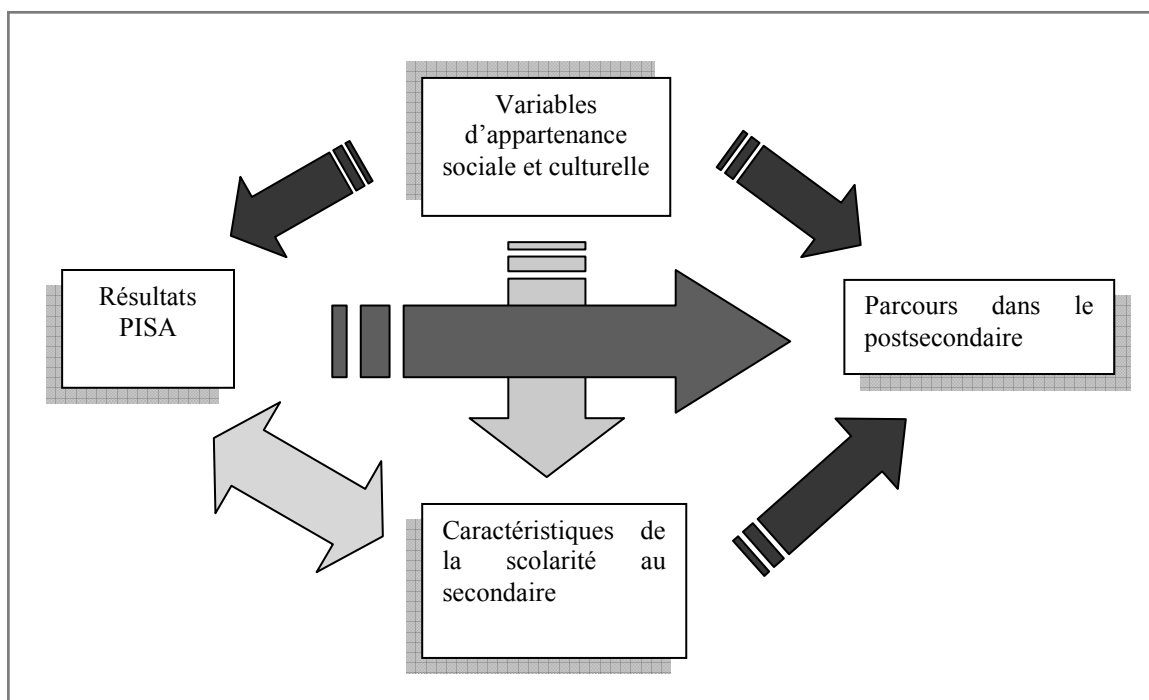 Variables
d’appartenance
sociale et culturelle
Résultats
PISA
Parcours dans le
postsecondaire
Caractéristiques de
la scolarité au
secondaire